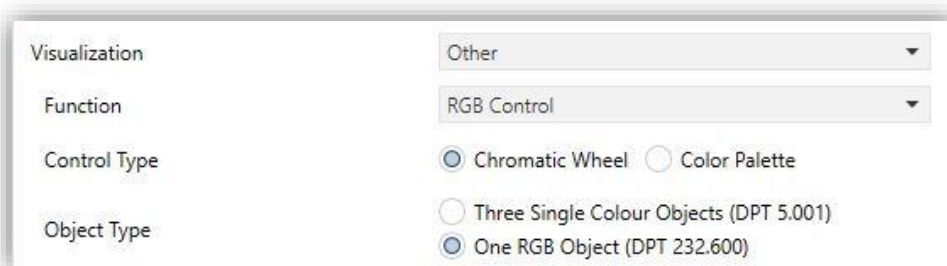 Visualization Other
Function RGB Control
Control Type Chromatic Wheel Color Palette
Three Single Colour Objects (DPT 5.001)
Object Type
One RGB Object (DPT 232.600)